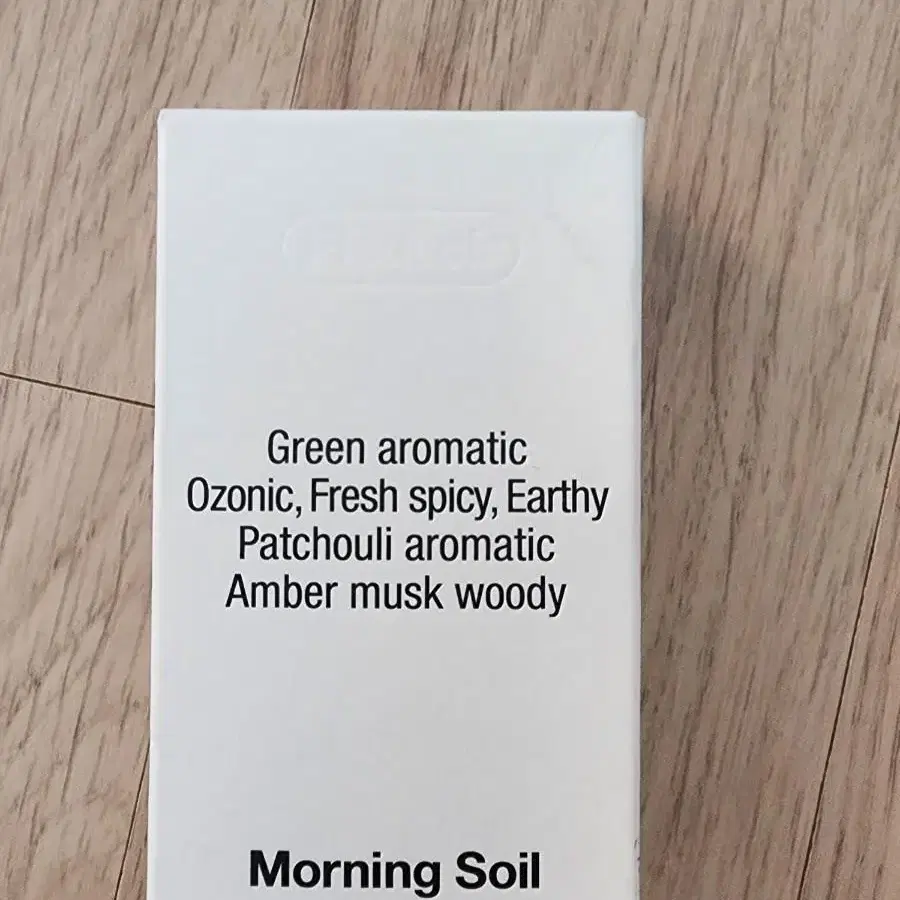 Green aromatic
Ozonic, Fresh spicy, Earthy
Patchouli aromatic
Amber musk woody
Morning Soil